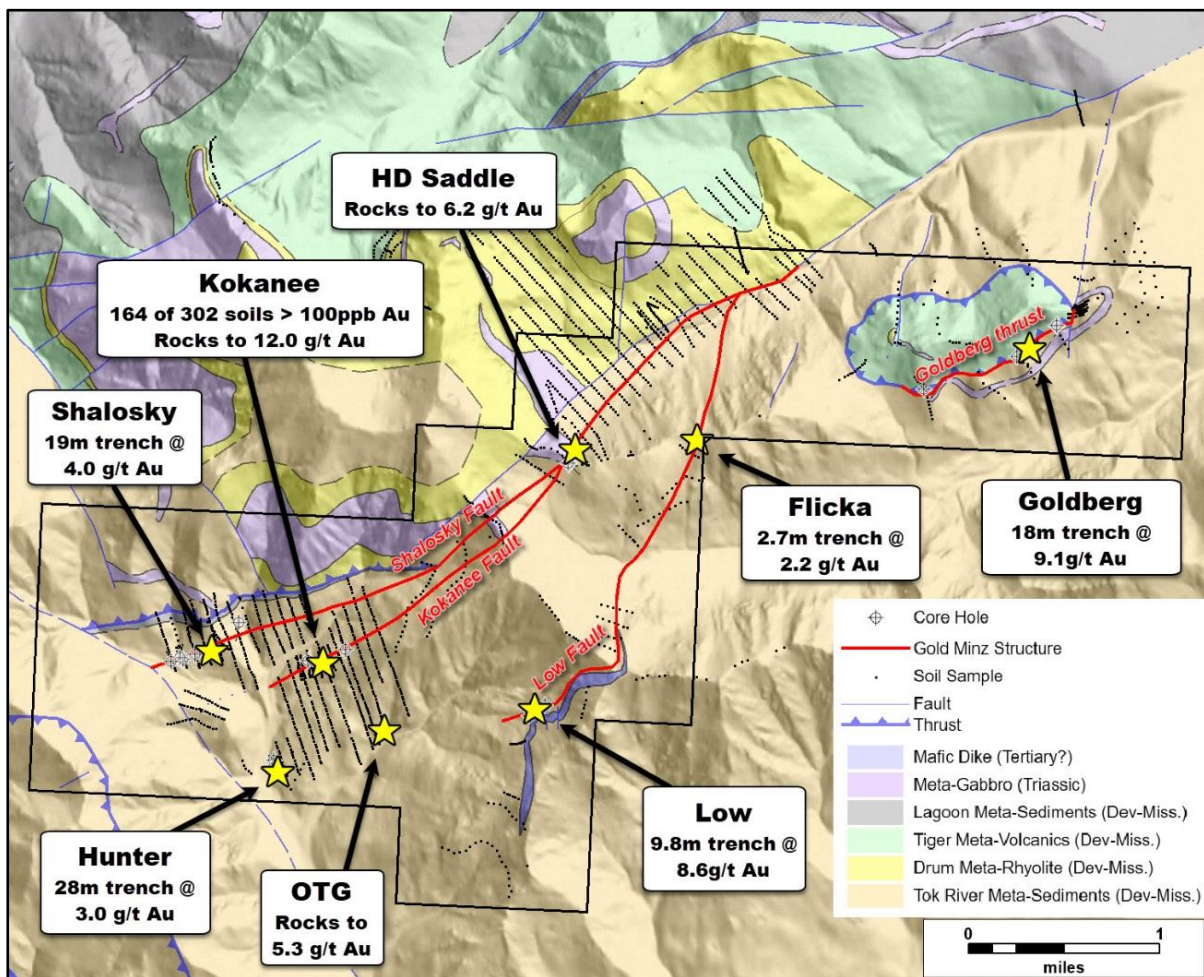 HD Saddle
Rocks to 6.2 g/t Au
Kokanee
164 of 302 soils > 100ppb Au
Rocks to 12.0 g/t Au
Shalosky
19m trench @
4.0 g/t Au
Goldberg thrust
Flicka
2.7m trench @
2.2 g/t Au
Goldberg
18m trench @
9.1g/t Au
Shalosky Fault
Kokanee Fault
Low Fault
Hunter
28m trench @
3.0 g/t Au
OTG
Rocks to
5.3 g/t Au
Low
9.8m trench @
8.6g/t Au
Core Hole
Gold Minz Structure
Soil Sample
Fault
Thrust
Mafic Dike (Tertiary?)
Meta-Gabbro (Triassic)
Lagoon Meta-Sediments (Dev-Miss.)
Tiger Meta-Volcanics (Dev-Miss.)
Drum Meta-Rhyolite (Dev-Miss.)
Tok River Meta-Sediments (Dev-Miss.)
0 1
miles